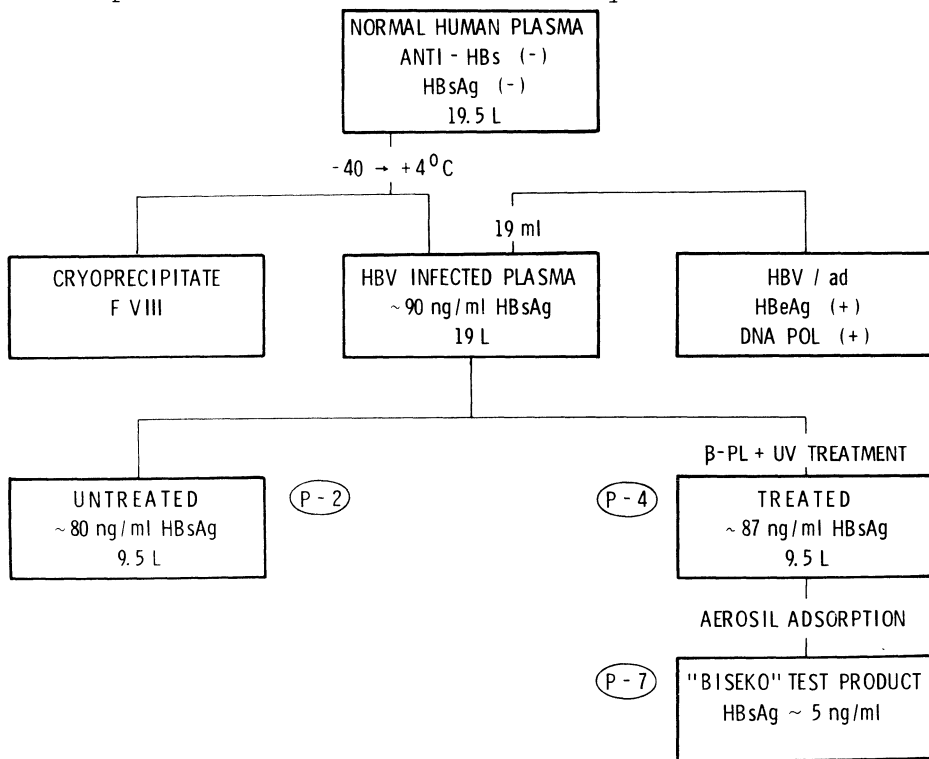 NORMAL HUMAN PLASMA
ANTI - HBs (-)
HBsAg (-)
19.5 L
-40 → +4⁰C
19 ml
CRYOPRECIPITATE
F VIII
HBV INFECTED PLASMA
~ 90 ng/ml HBsAg
19 L
HBV / ad
HBeAg (+)
DNA POL (+)
β-PL + UV TREATMENT
UNTREATED
~ 80 ng/ml HBsAg
9.5 L
P - 2
P - 4
TREATED
~ 87 ng/ml HBsAg
9.5 L
AEROSIL ADSORPTION
P - 7
"BISEKO" TEST PRODUCT
HBsAg ~ 5 ng/ml